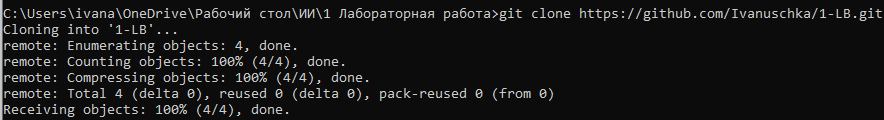 C:\Users\ivana\OneDrive\Рабочий стол\ИИ\1 Лабораторная работа>git clone https://github.com/Ivanuschka/1-LB.git
Cloning into '1-LB'...
remote: Enumerating objects: 4, done.
remote: Counting objects: 100% (4/4), done.
remote: Compressing objects: 100% (4/4), done.
remote: Total 4 (delta 0), reused 0 (delta 0), pack-reused 0 (from 0)
Receiving objects: 100% (4/4), done.